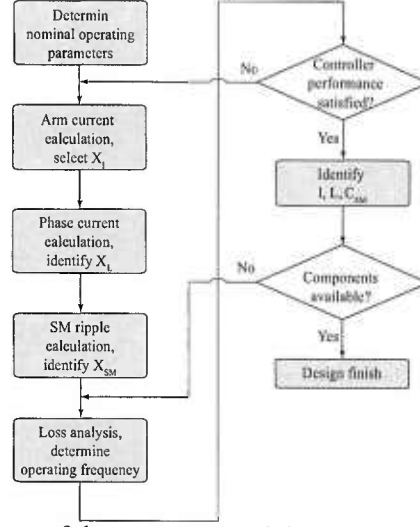 Determin
nominal operating
parameters
Arm current
calculation,
select X_l
Phase current
calculation,
identify X_L
SM ripple
calculation,
identify X_SM
Loss analysis,
determine
operating frequency
No
Controller
performance
satisfied?
Yes
Identify
l, L, C_SM
No
Components
available?
Yes
Design finish